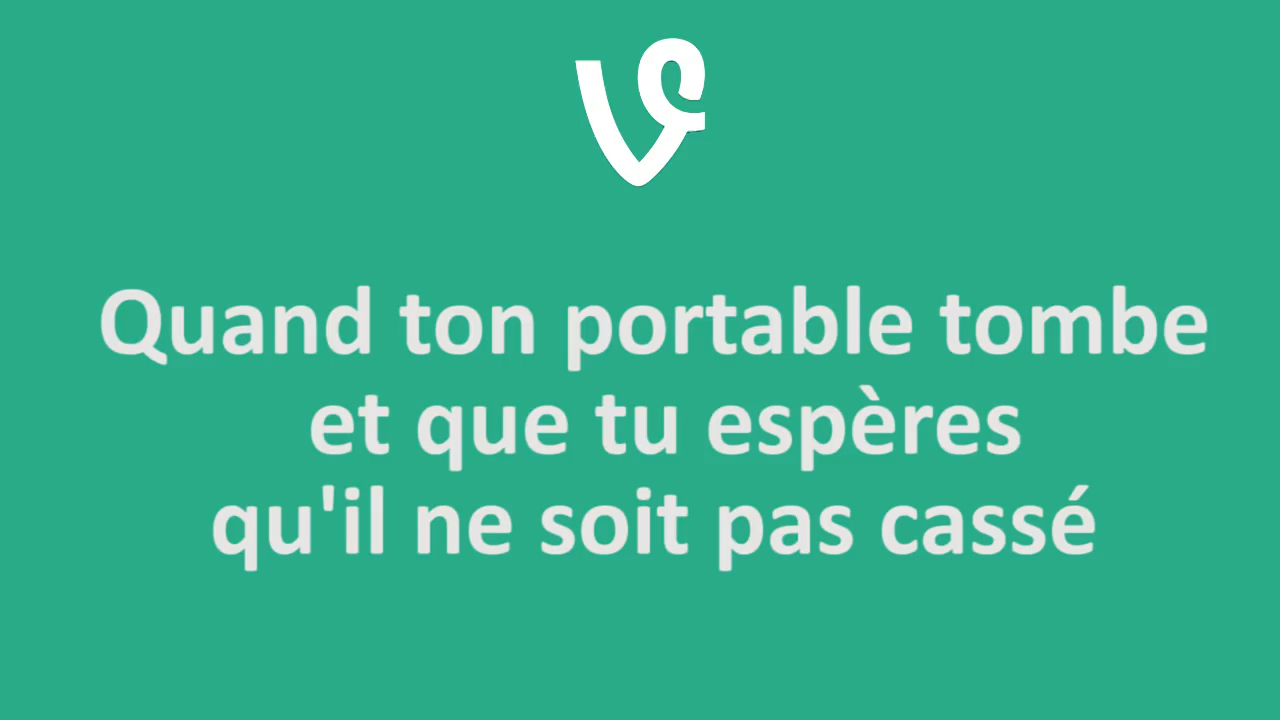 Quand ton portable tombe
et que tu espères
qu'il ne soit pas cassé